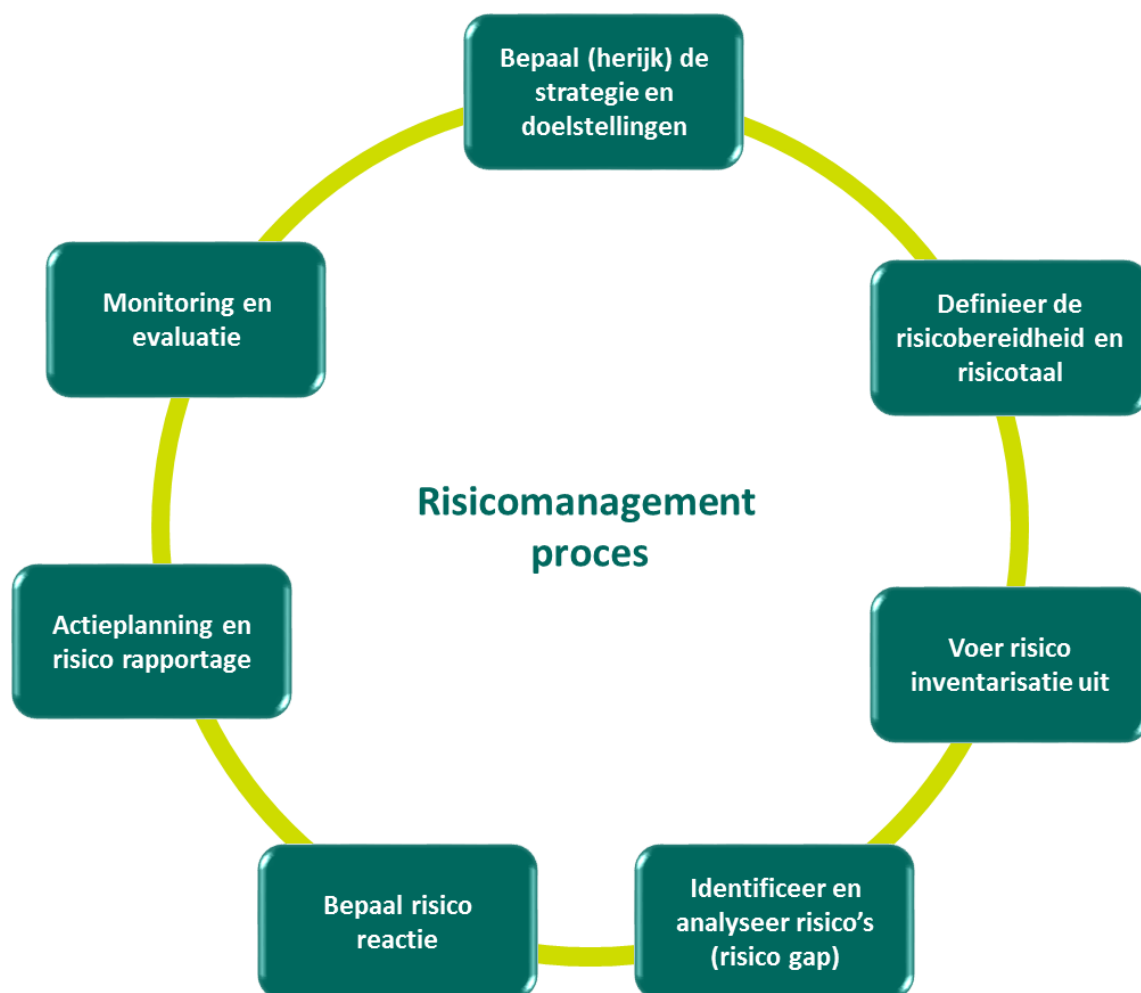 Bepaal (herijk) de
strategie en
doelstellingen
Definieer de
risicobereidheid en
risicotaal
Voer risico
inventarisatie uit
Identificeer en
analyseer risico’s
(risico gap)
Bepaal risico
reactie
Actieplanning en
risico rapportage
Monitoring en
evaluatie
Risicomanagement
proces